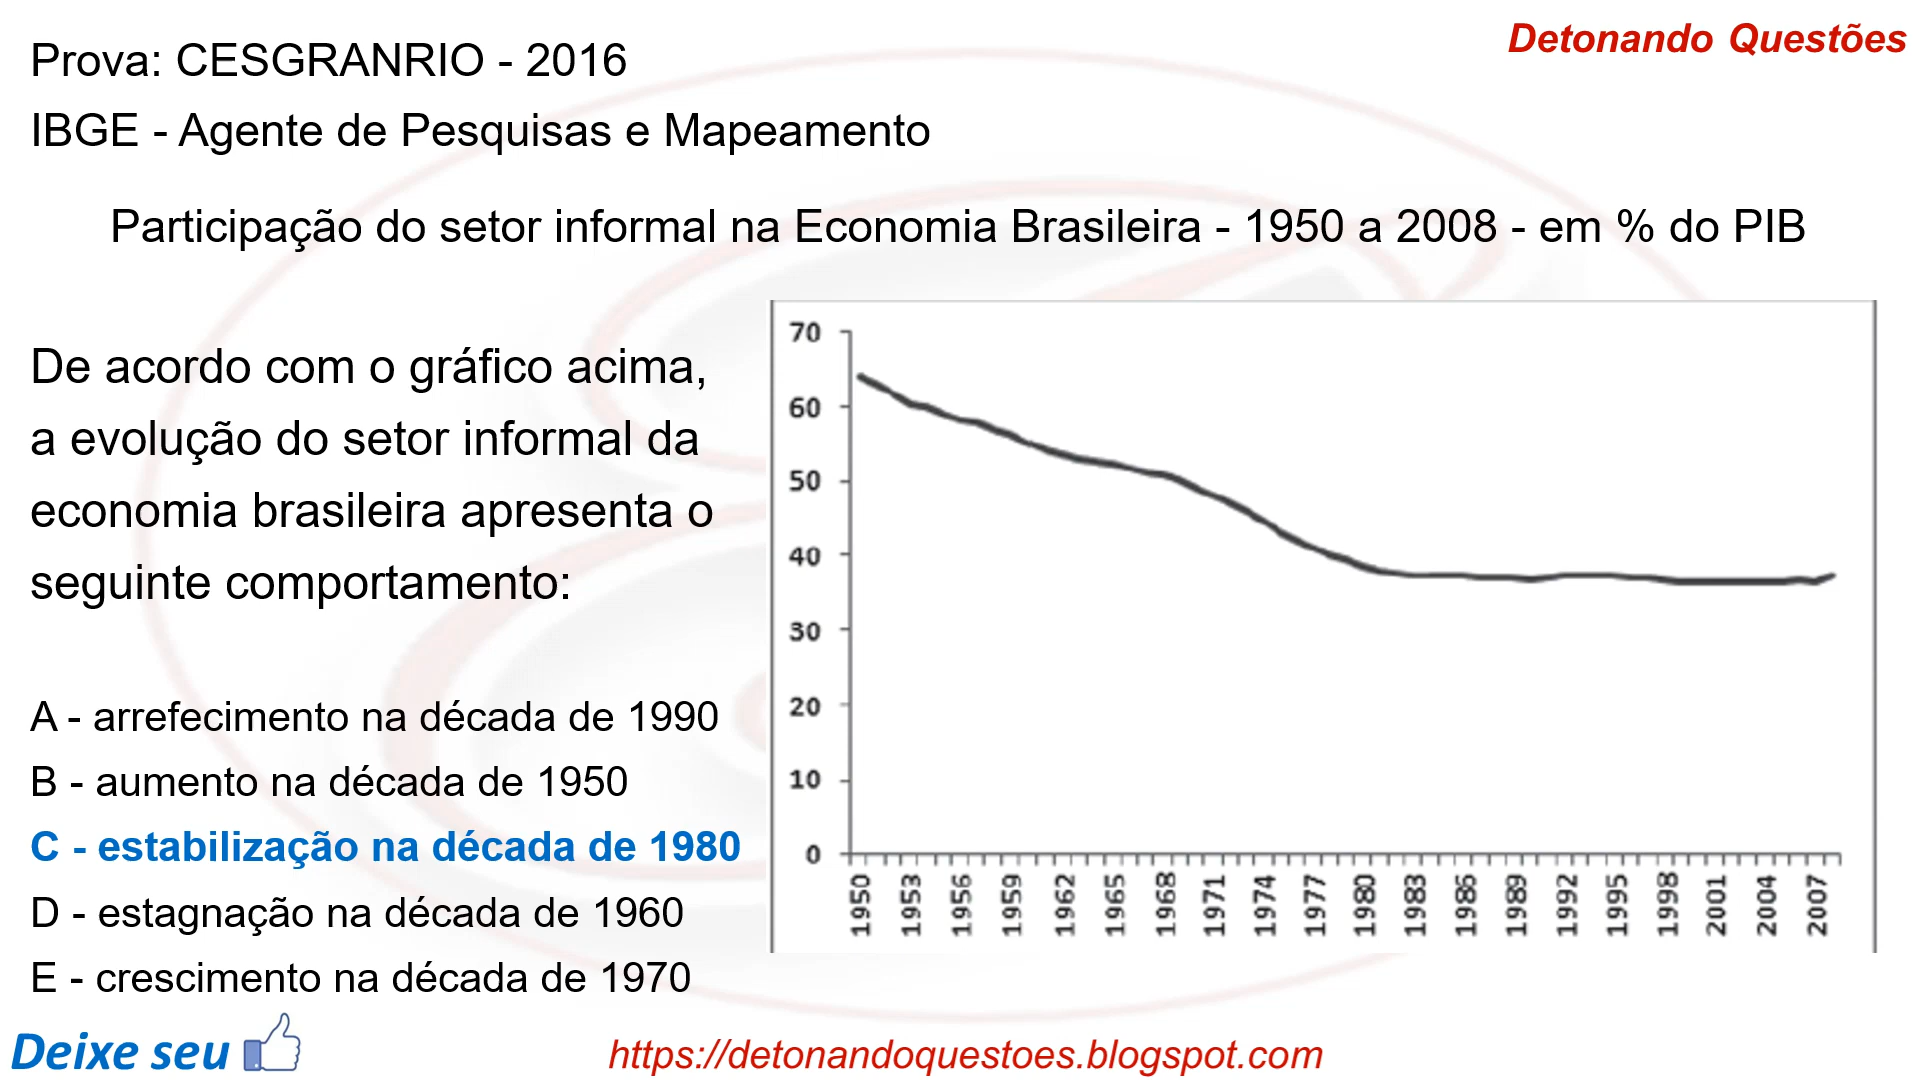 Detonando Questões
Prova: CESGRANRIO - 2016
IBGE - Agente de Pesquisas e Mapeamento
Participação do setor informal na Economia Brasileira - 1950 a 2008 - em % do PIB
De acordo com o gráfico acima,
a evolução do setor informal da
economia brasileira apresenta o
seguinte comportamento:
A - arrefecimento na década de 1990
B - aumento na década de 1950
C - estabilização na década de 1980
D - estagnação na década de 1960
E - crescimento na década de 1970
70
60
50
40
30
20
10
0
1950
1953
1956
1959
1962
1965
1968
1971
1974
1977
1980
1983
1986
1989
1992
1995
1998
2001
2004
2007
Deixe seu
https://detonandoquestoes.blogspot.com